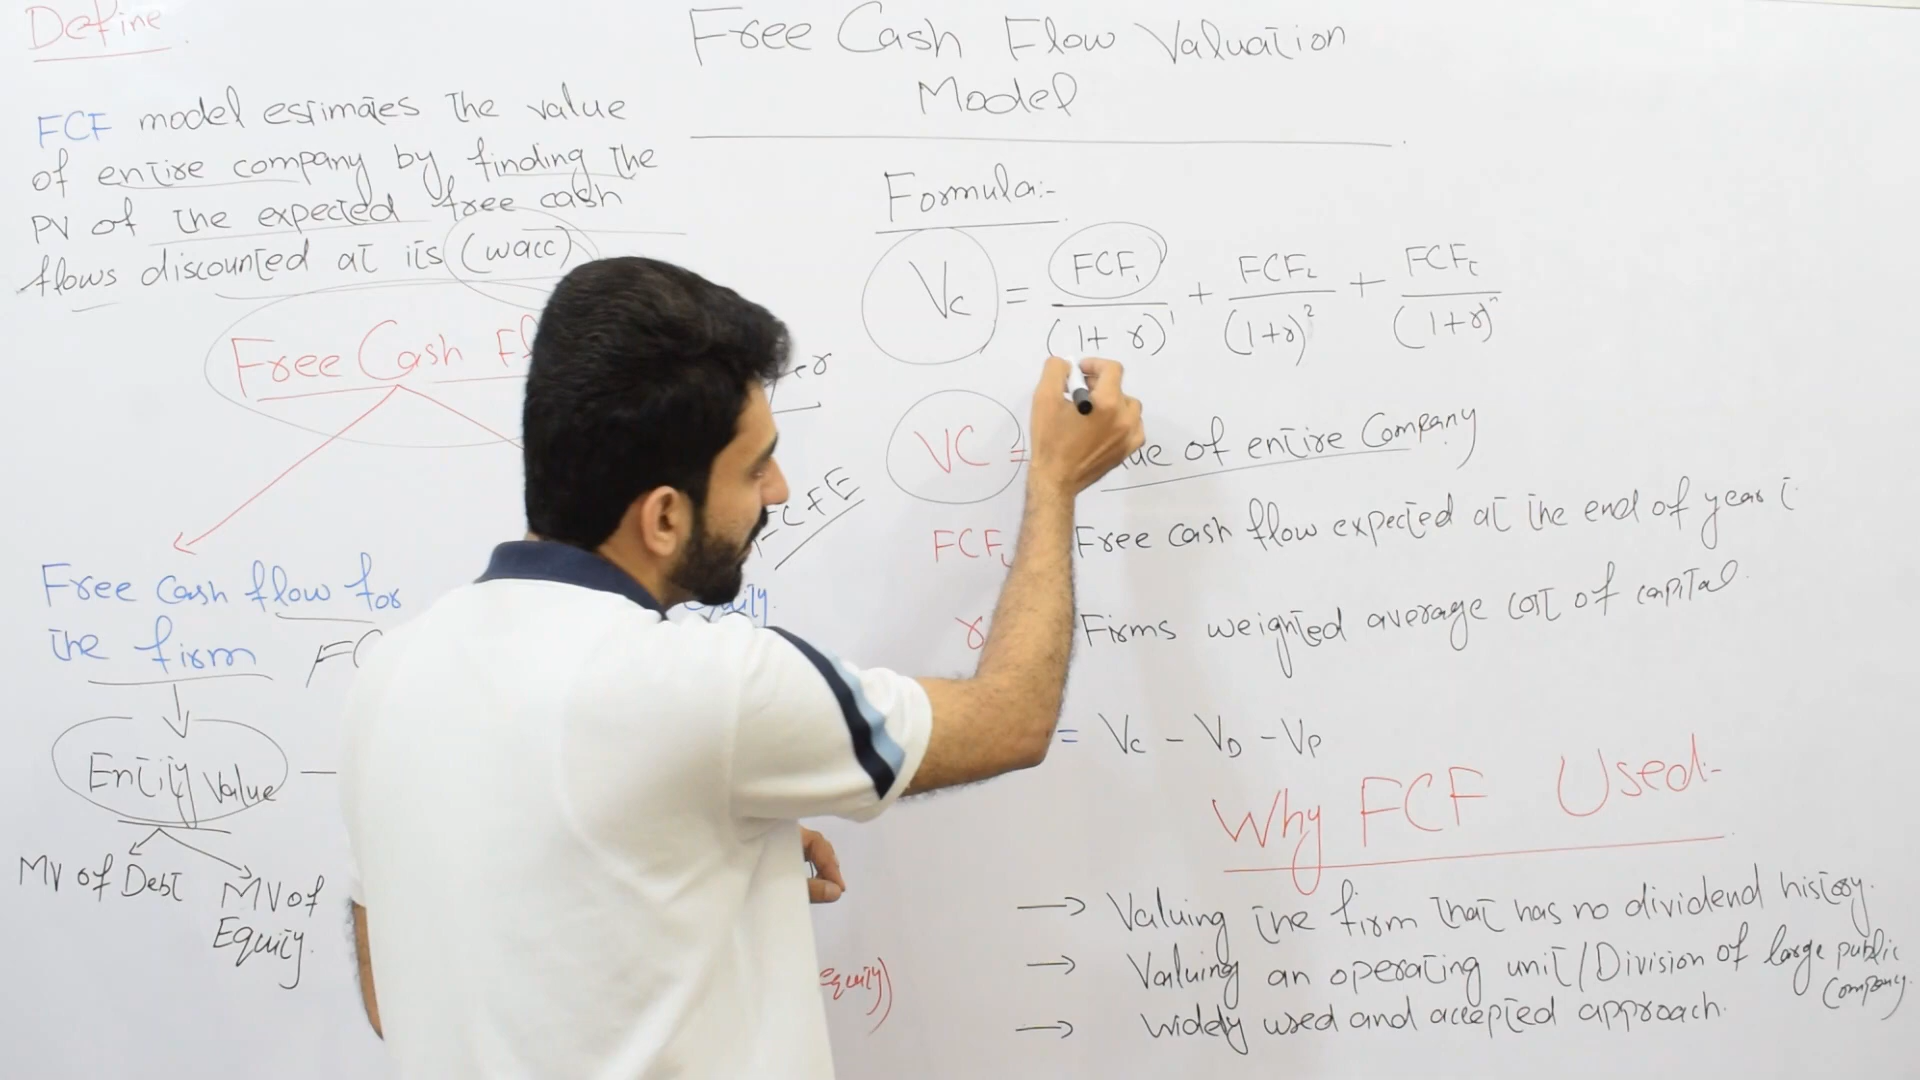 Define
FCF model estimates the value
of entire company by finding the
PV of the expected free cash
flows discounted at its (wacc)
Free Cash Fl
Free Cash flow for
the firm
Entity Value
MV of Debt
MV of
Equity.
FCFE
equity)
Free Cash Flow Valuation
Model
Formula:-
Vc = FCF1 / (1+r)^1 + FCF2 / (1+r)^2 + FCFt / (1+r)^n
VC = ue of entire Company
FCFt Free cash flow expected at the end of year t
r Firms weighted average cost of capital
= Vc - VD - VP
Why FCF Used:-
→ Valuing the firm that has no dividend history.
→ Valuing an operating unit/Division of large public
Company.
→ widely used and accepted approach.